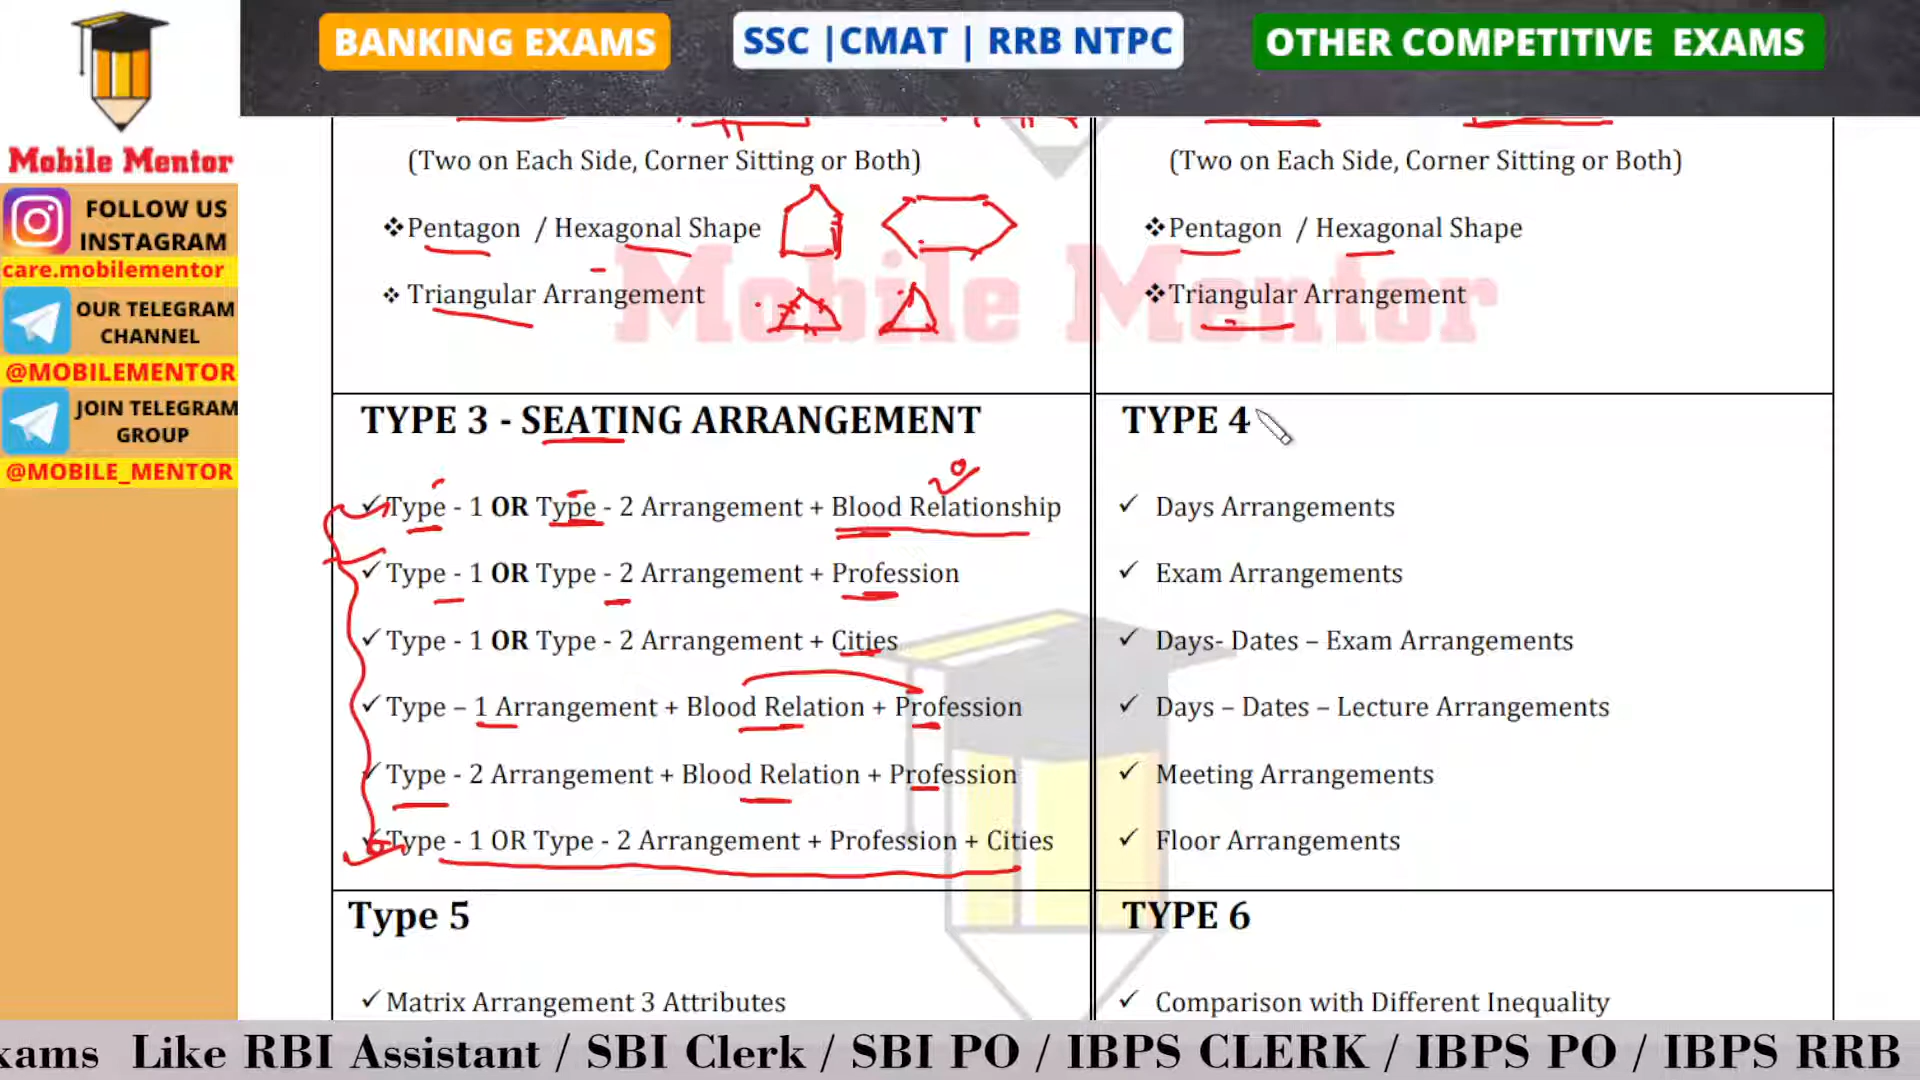 BANKING EXAMS
SSC |CMAT | RRB NTPC
OTHER COMPETITIVE EXAMS
Mobile Mentor
FOLLOW US
INSTAGRAM
care.mobilementor
OUR TELEGRAM
CHANNEL
@MOBILEMENTOR
JOIN TELEGRAM
GROUP
@MOBILE_MENTOR
(Two on Each Side, Corner Sitting or Both)
❖Pentagon / Hexagonal Shape
❖ Triangular Arrangement
(Two on Each Side, Corner Sitting or Both)
❖Pentagon / Hexagonal Shape
❖Triangular Arrangement
Mobile Mentor
TYPE 3 - SEATING ARRANGEMENT
✓ Type - 1 OR Type - 2 Arrangement + Blood Relationship
✓ Type - 1 OR Type - 2 Arrangement + Profession
✓ Type - 1 OR Type - 2 Arrangement + Cities
✓ Type – 1 Arrangement + Blood Relation + Profession
✓ Type - 2 Arrangement + Blood Relation + Profession
✓ Type - 1 OR Type - 2 Arrangement + Profession + Cities
TYPE 4
✓ Days Arrangements
✓ Exam Arrangements
✓ Days- Dates – Exam Arrangements
✓ Days – Dates – Lecture Arrangements
✓ Meeting Arrangements
✓ Floor Arrangements
Type 5
✓ Matrix Arrangement 3 Attributes
TYPE 6
✓ Comparison with Different Inequality
xams Like RBI Assistant / SBI Clerk / SBI PO / IBPS CLERK / IBPS PO / IBPS RRB